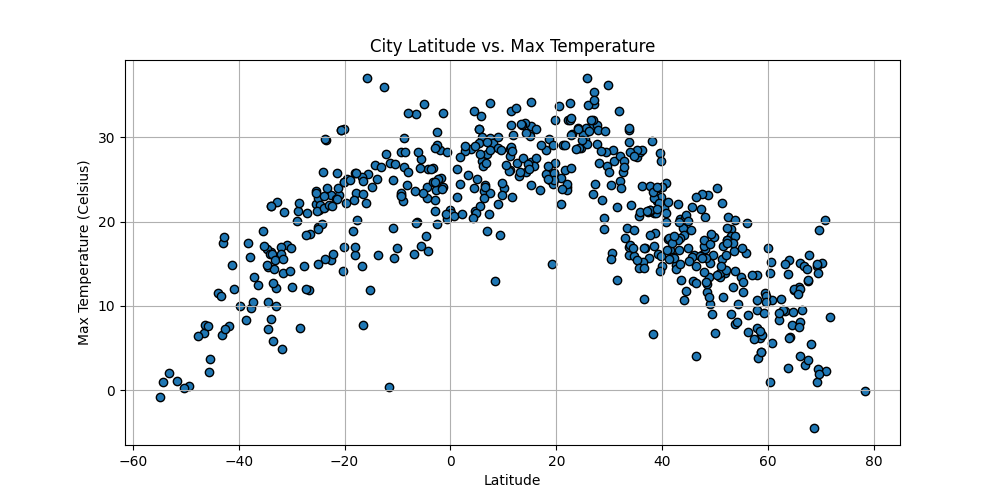 City Latitude vs. Max Temperature
Max Temperature (Celsius)
30
20
10
0
−60 −40 −20 0 20 40 60 80
Latitude